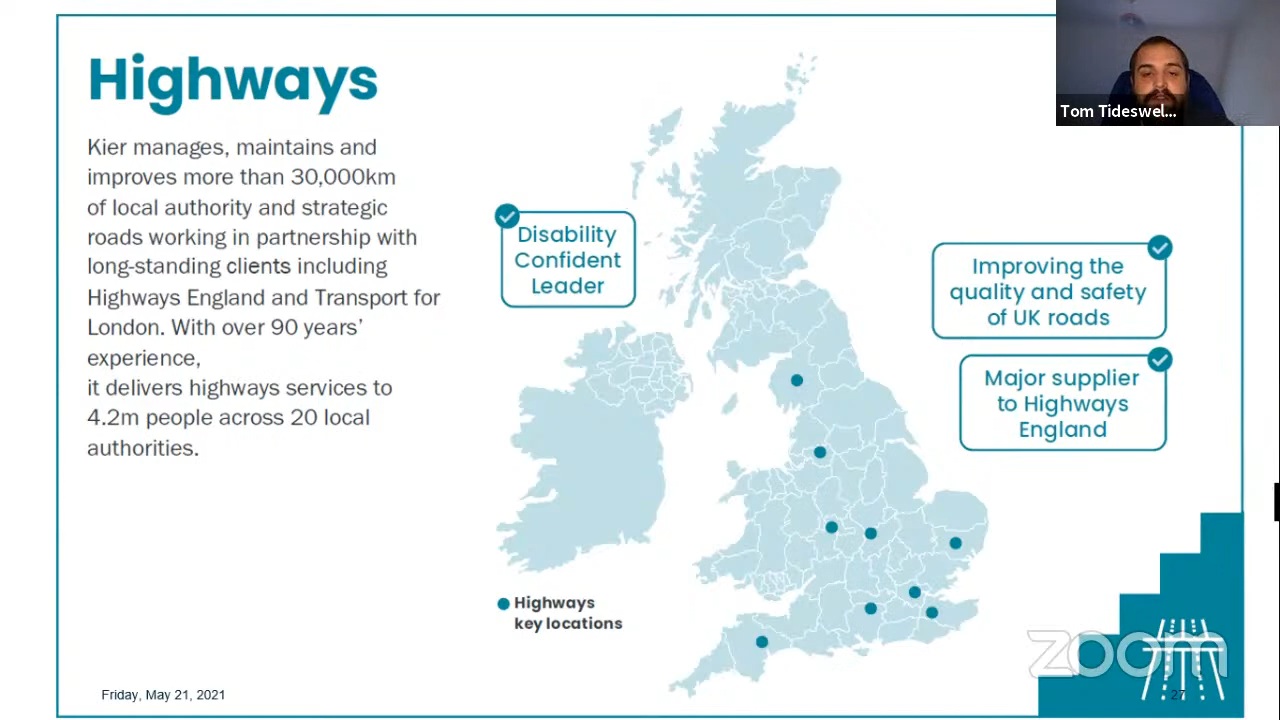 Highways
Kier manages, maintains and
improves more than 30,000km
of local authority and strategic
roads working in partnership with
long-standing clients including
Highways England and Transport for
London. With over 90 years’
experience,
it delivers highways services to
4.2m people across 20 local
authorities.
Disability
Confident
Leader
Improving the
quality and safety
of UK roads
Major supplier
to Highways
England
Highways
key locations
Tom Tideswel...
Friday, May 21, 2021
zoom
27